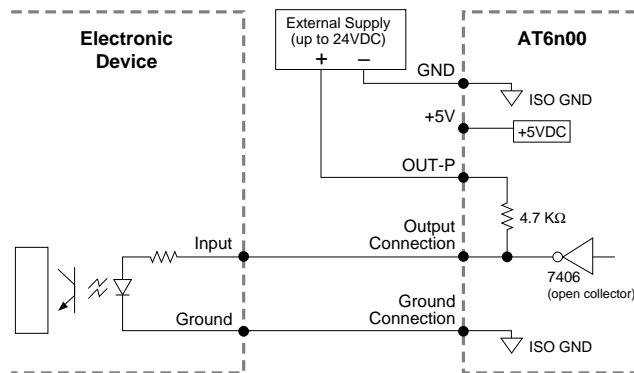 Electronic
Device
External Supply
(up to 24VDC)
+ –
AT6n00
GND
ISO GND
+5V
+5VDC
OUT-P
4.7 KΩ
Output
Connection
Input
7406
(open collector)
Ground
Connection
Ground
ISO GND